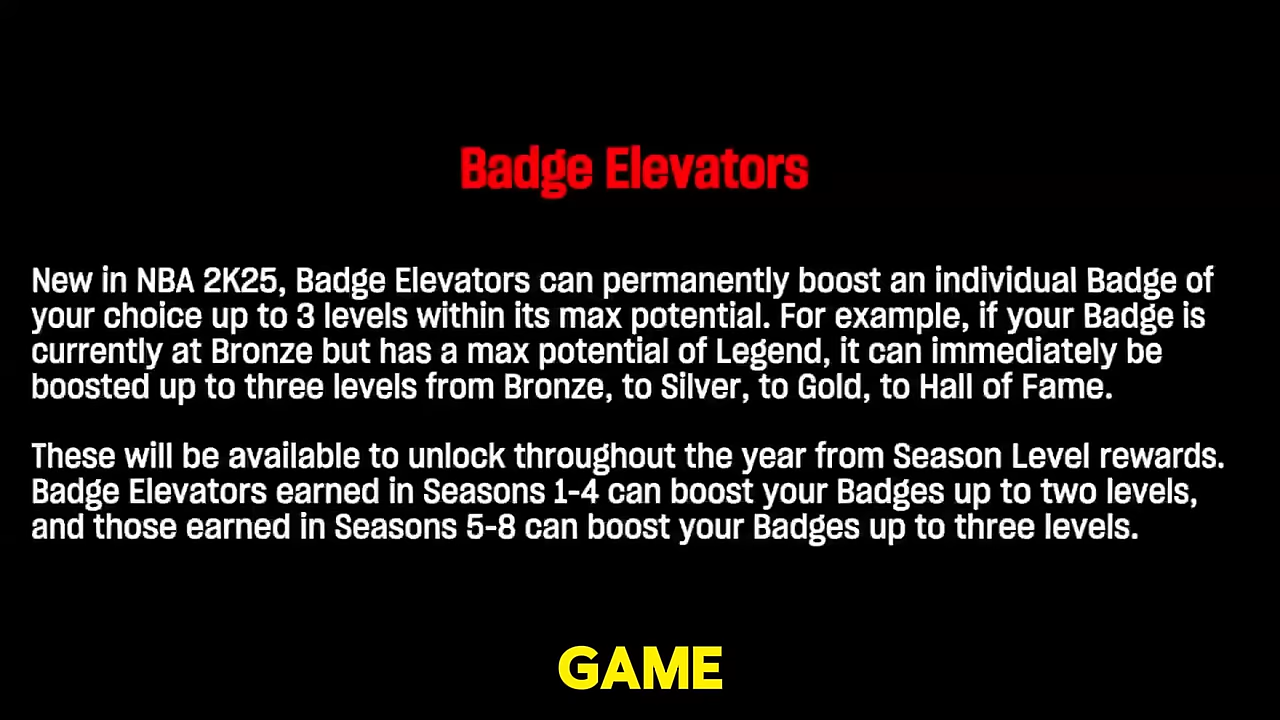 Badge Elevators
New in NBA 2K25, Badge Elevators can permanently boost an individual Badge of
your choice up to 3 levels within its max potential. For example, if your Badge is
currently at Bronze but has a max potential of Legend, it can immediately be
boosted up to three levels from Bronze, to Silver, to Gold, to Hall of Fame.
These will be available to unlock throughout the year from Season Level rewards.
Badge Elevators earned in Seasons 1-4 can boost your Badges up to two levels,
and those earned in Seasons 5-8 can boost your Badges up to three levels.
GAME